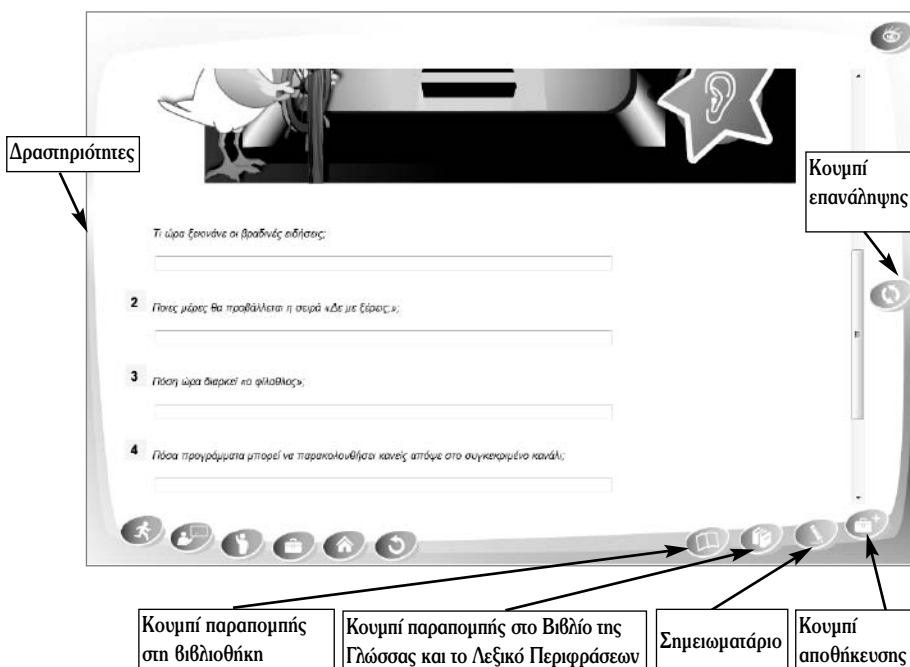 Δραστηριότητες
Κουμπί
επανάληψης
Τι ώρα ξεκινάνε οι βραδινές ειδήσεις;
2 Ποιες μέρες θα προβάλλεται η σειρά «Δε με ξέρεις;»;
3 Πόση ώρα διαρκεί «ο φίλαθλος»;
4 Πόσα προγράμματα μπορεί να παρακολουθήσει κανείς απόψε στο συγκεκριμένο κανάλι;
Κουμπί παραπομπής
στη βιβλιοθήκη
Κουμπί παραπομπής στο Βιβλίο της
Γλώσσας και το Λεξικό Περιφράσεων
Σημειωματάριο
Κουμπί
αποθήκευσης